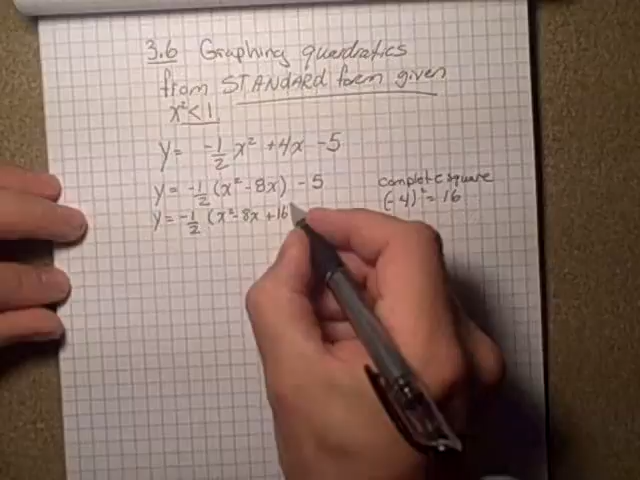 3.6 Graphing quadratics
from STANDARD form given
x² < 1
y = -1/2 x² + 4x - 5
y = -1/2 (x² - 8x) - 5
complete square
(-4)² = 16
y = -1/2 (x² - 8x + 16